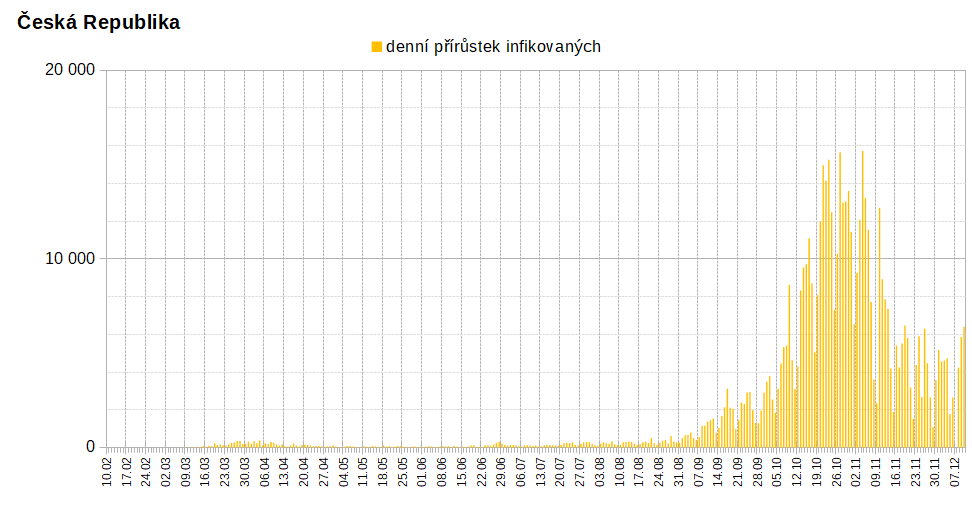 Česká Republika
denní přírůstek infikovaných
20 000
10 000
0
10.02 17.02 24.02 02.03 09.03 16.03 23.03 30.03 06.04 13.04 20.04 27.04 04.05 11.05 18.05 25.05 01.06 08.06 15.06 22.06 29.06 06.07 13.07 20.07 27.07 03.08 10.08 17.08 24.08 31.08 07.09 14.09 21.09 28.09 05.10 12.10 19.10 26.10 02.11 09.11 16.11 23.11 30.11 07.12